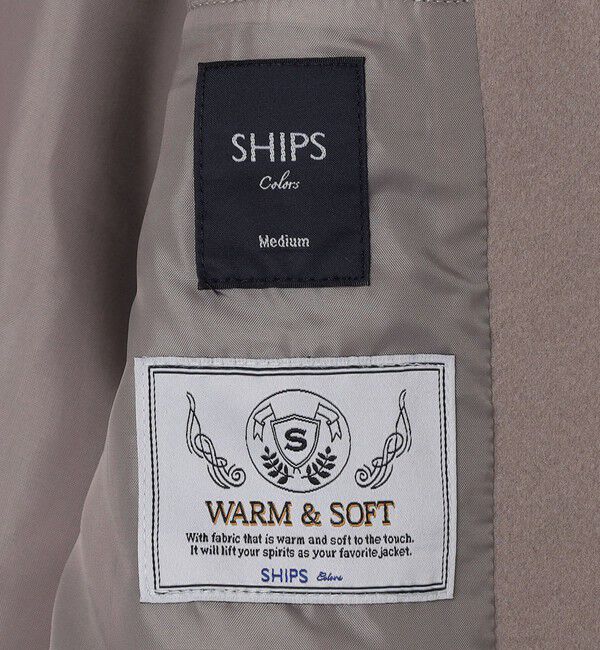 SHIPS
Colors
Medium
S
WARM & SOFT
With fabric that is warm and soft to the touch.
It will lift your spirits as your favorite jacket.
SHIPS Colors